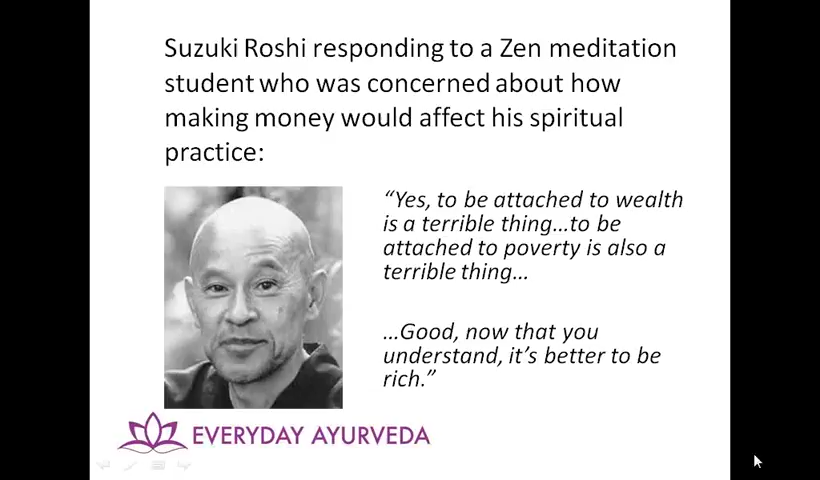 Suzuki Roshi responding to a Zen meditation
student who was concerned about how
making money would affect his spiritual
practice:
“Yes, to be attached to wealth
is a terrible thing…to be
attached to poverty is also a
terrible thing…
…Good, now that you
understand, it’s better to be
rich.”
EVERYDAY AYURVEDA